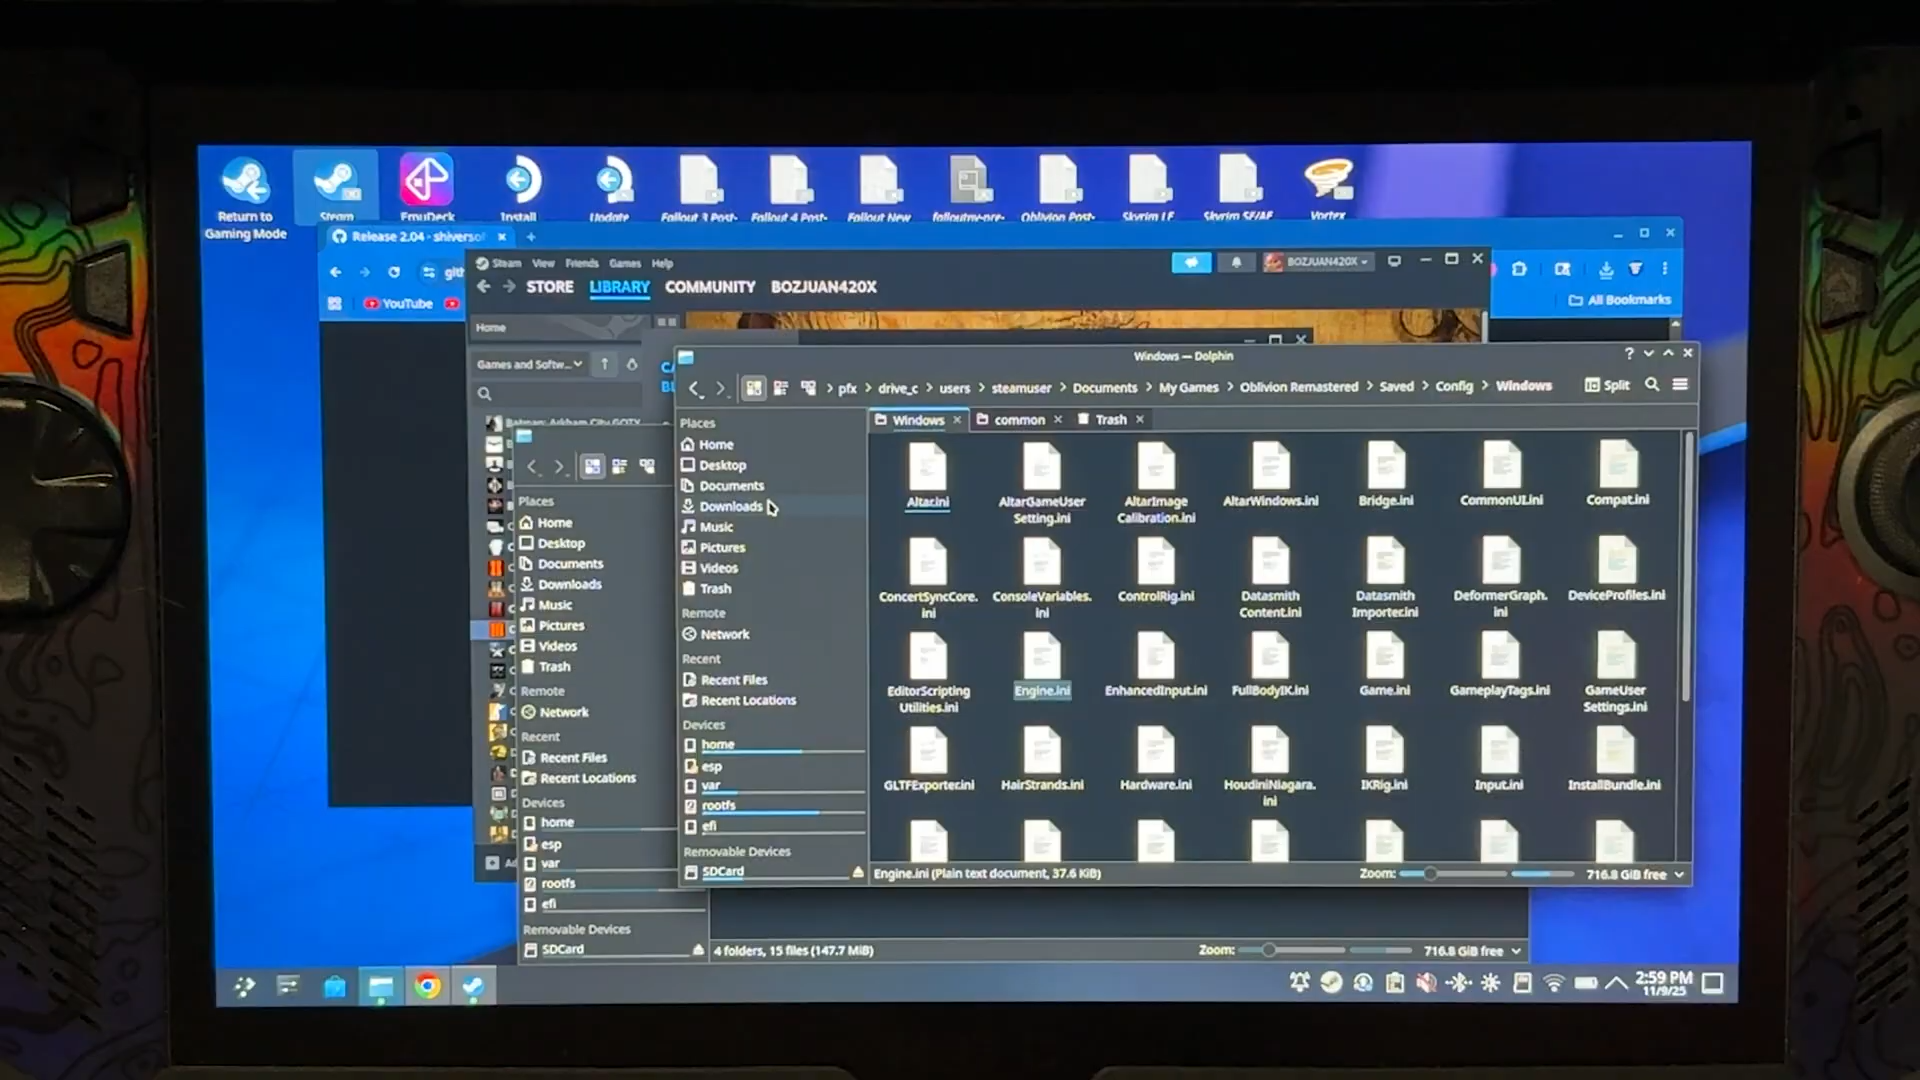 Return to
Gaming Mode
Steam
EmuDeck
Install
Update
Fallout 3 Post-
Fallout 4 Post-
Fallout New
falloutnv-pre-
Oblivion Post-
Skyrim LE
Skyrim SE/AE
Vortex
Release 2.04 · shiverso
YouTube
All Bookmarks
Steam View Friends Games Help
BOZJUAN420X
STORE LIBRARY COMMUNITY BOZJUAN420X
Home
Games and Softw...
Batman: Arkham City GOTY
Windows — Dolphin
pfx > drive_c > users > steamuser > Documents > My Games > Oblivion Remastered > Saved > Config > Windows
Split
Windows
common
Trash
Places
Home
Desktop
Documents
Downloads
Music
Pictures
Videos
Trash
Remote
Network
Recent
Recent Files
Recent Locations
Devices
home
esp
var
rootfs
efi
Removable Devices
SDCard
Altar.ini
AltarGameUser
Setting.ini
AltarImage
Calibration.ini
AltarWindows.ini
Bridge.ini
CommonUI.ini
Compat.ini
ConcertSyncCore.
ini
ConsoleVariables.
ini
ControlRig.ini
Datasmith
Content.ini
Datasmith
Importer.ini
DeformerGraph.
ini
DeviceProfiles.ini
EditorScripting
Utilities.ini
Engine.ini
EnhancedInput.ini
FullBodyIK.ini
Game.ini
GameplayTags.ini
GameUser
Settings.ini
GLTFExporter.ini
HairStrands.ini
Hardware.ini
HoudiniNiagara.
ini
IKRig.ini
Input.ini
InstallBundle.ini
Engine.ini (Plain text document, 37.6 KiB)
Zoom:
716.8 GiB free
Places
Home
Desktop
Documents
Downloads
Music
Pictures
Videos
Trash
Remote
Network
Recent
Recent Files
Recent Locations
Devices
home
esp
var
rootfs
efi
Removable Devices
SDCard
4 folders, 15 files (147.7 MiB)
Zoom:
716.8 GiB free
2:59 PM
11/9/25